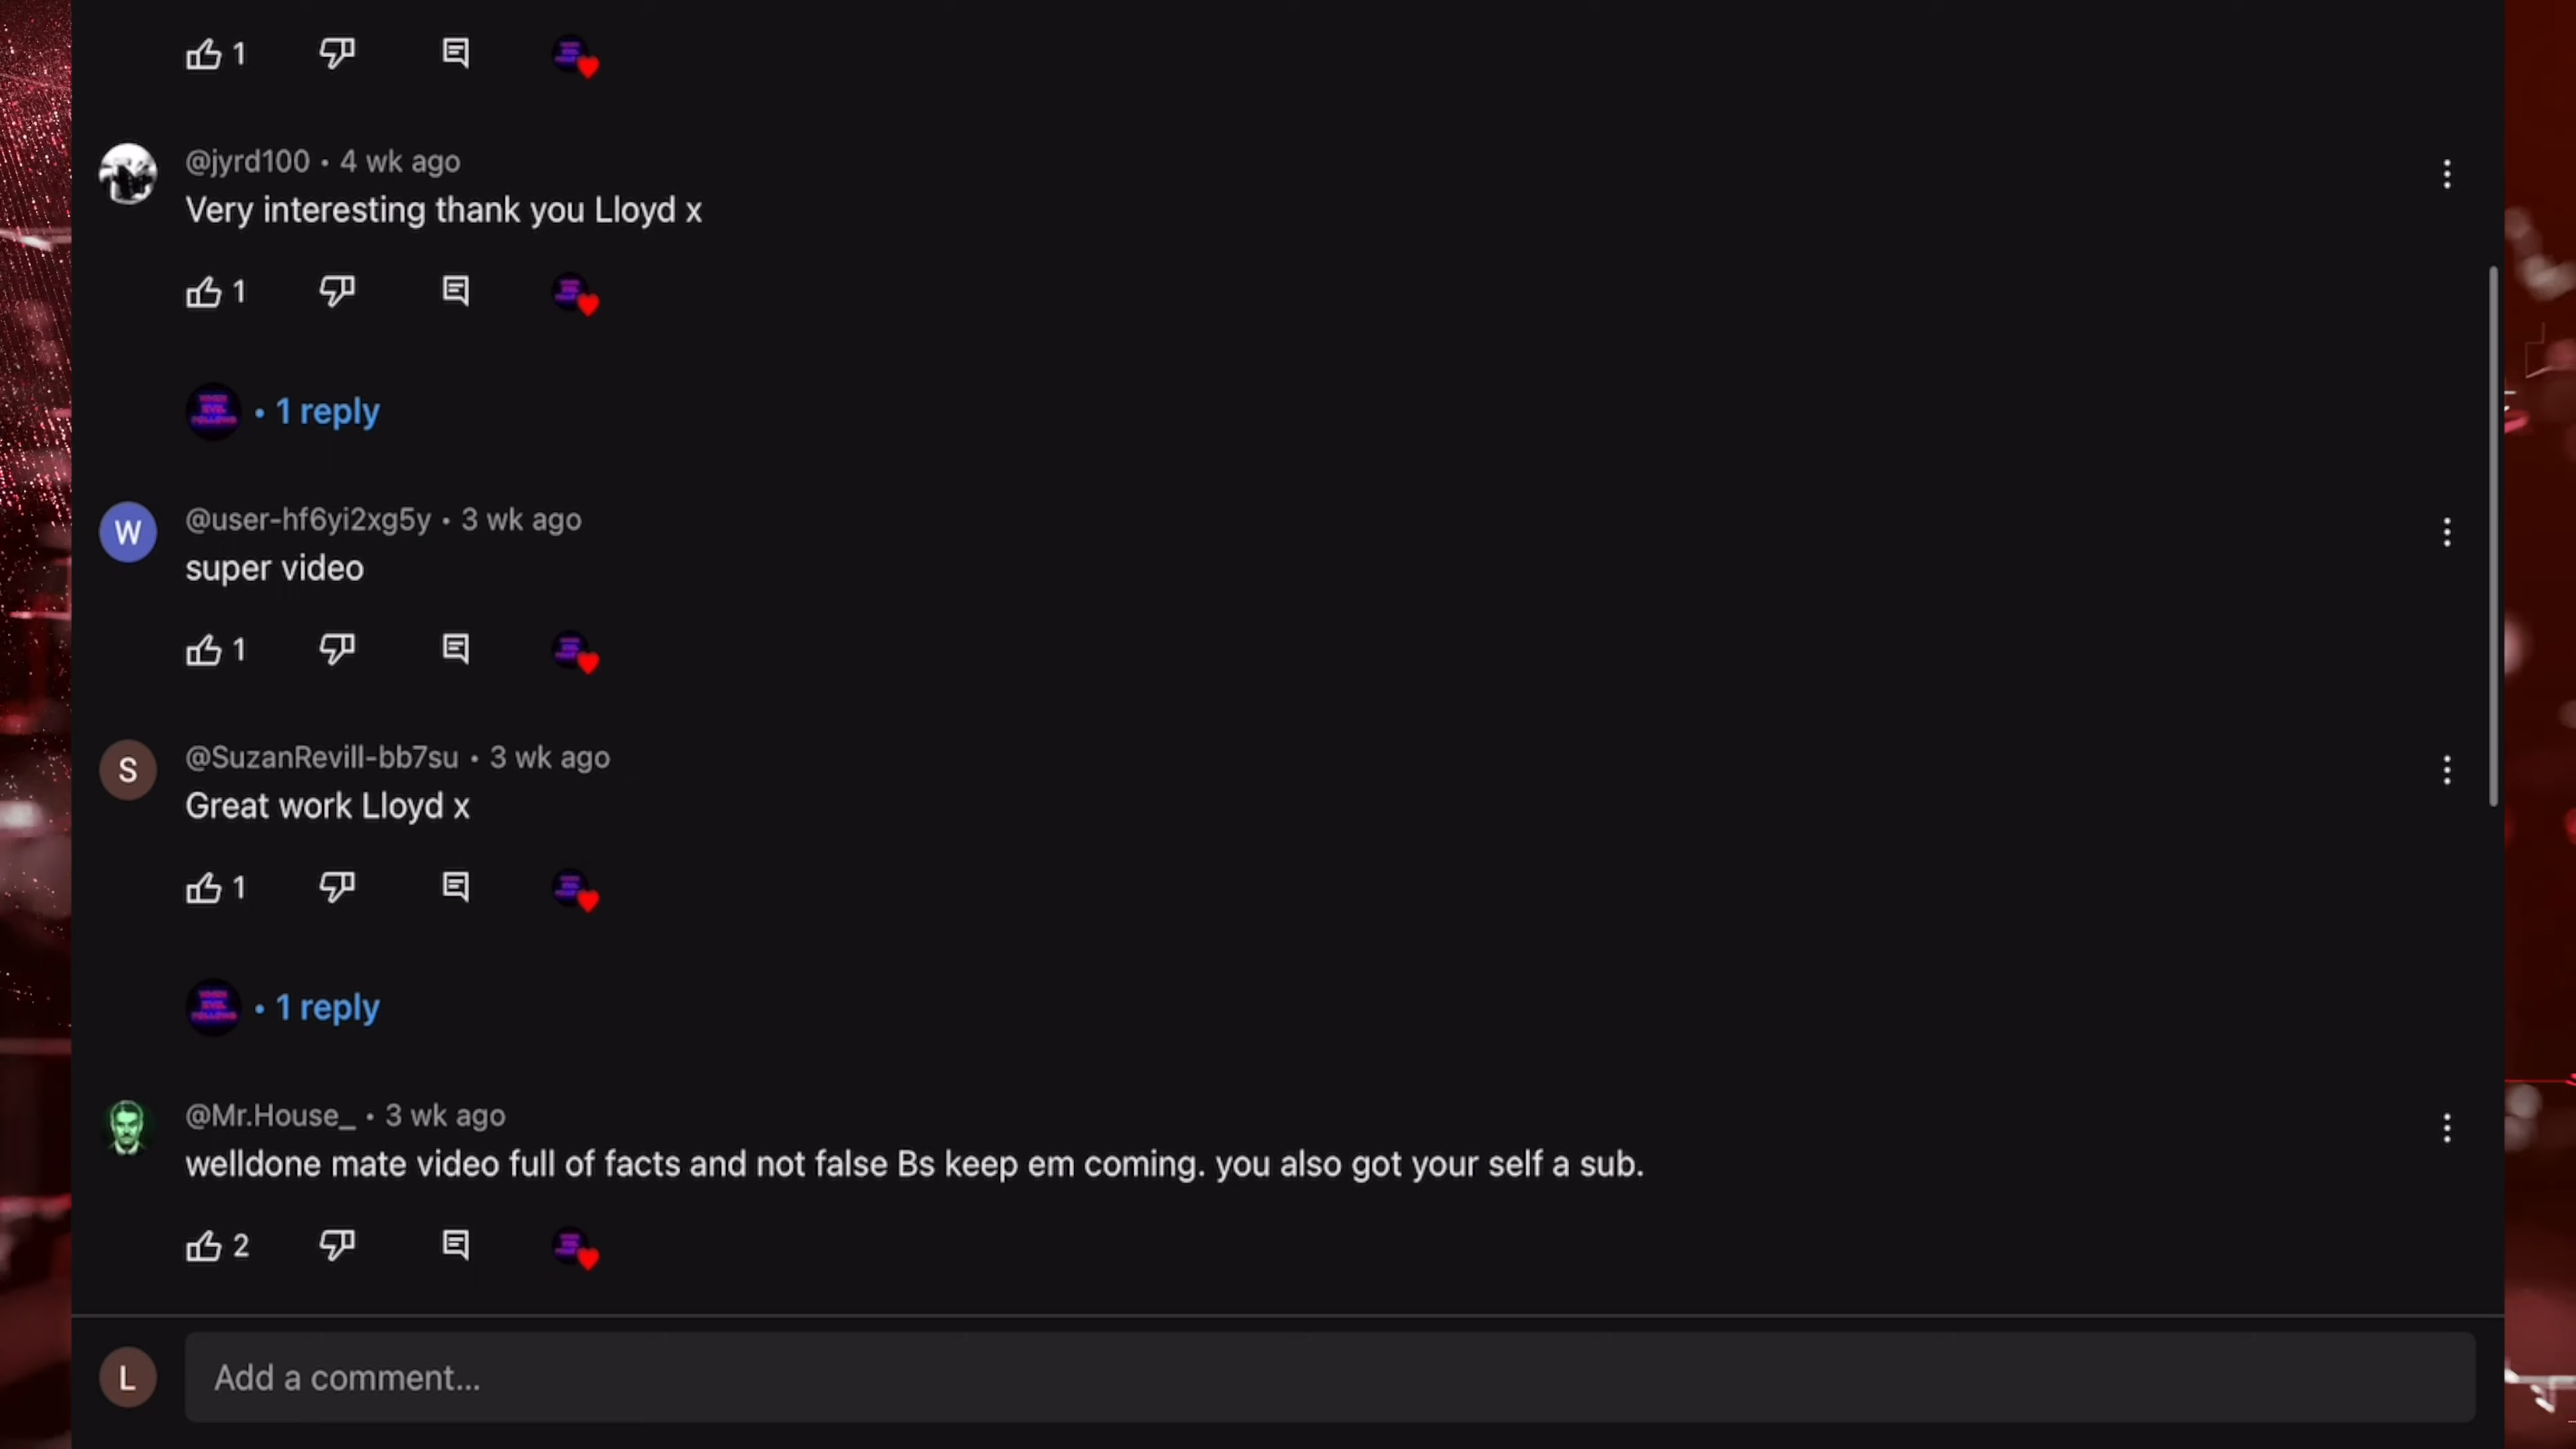 1
@jyrd100 • 4 wk ago
Very interesting thank you Lloyd x
1
WHEN
EVEL
FOLLOWS
• 1 reply
W
@user-hf6yi2xg5y • 3 wk ago
super video
1
S
@SuzanRevill-bb7su • 3 wk ago
Great work Lloyd x
1
• 1 reply
@Mr.House_ • 3 wk ago
welldone mate video full of facts and not false Bs keep em coming. you also got your self a sub.
2
L
Add a comment...